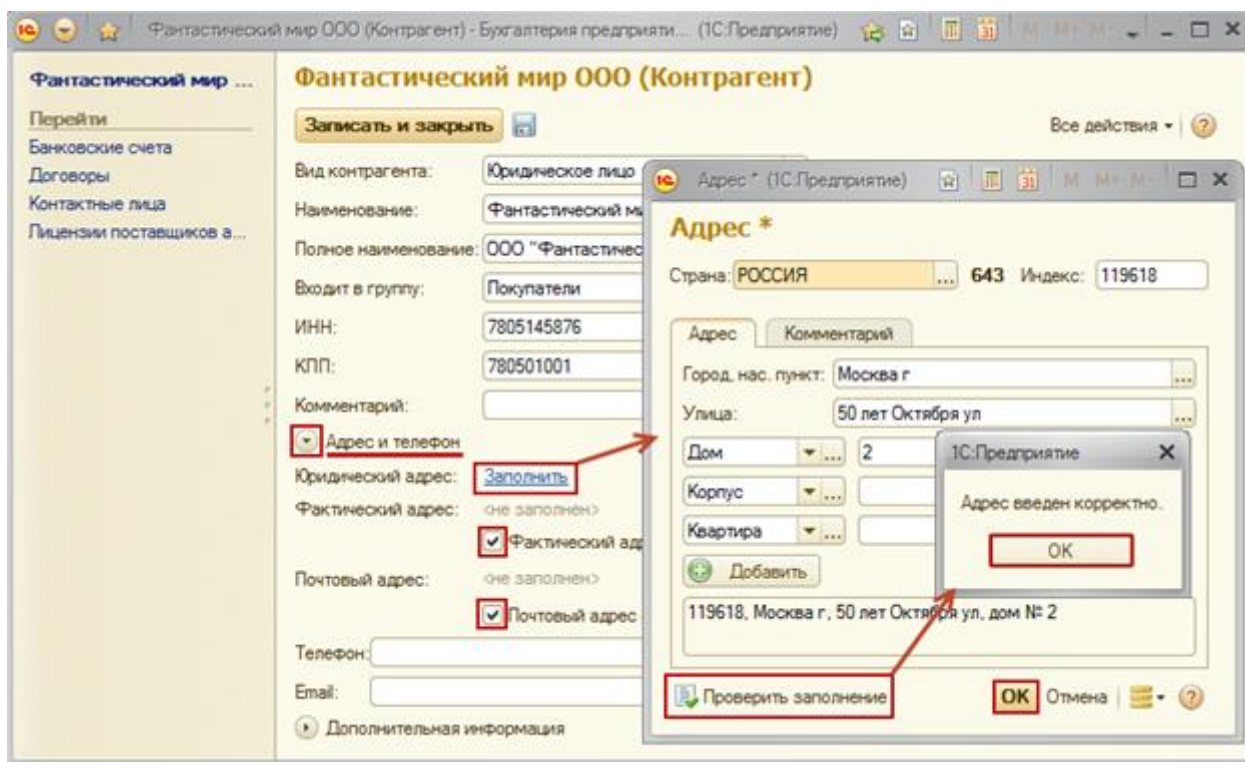 Фантастический мир ООО (Контрагент) - Бухгалтерия предприяти... (1С:Предприятие)
M M+ M-
Фантастический мир ...
Перейти
Банковские счета
Договоры
Контактные лица
Лицензии поставщиков а...
Фантастический мир ООО (Контрагент)
Записать и закрыть
Все действия
Вид контрагента: Юридическое лицо
Наименование: Фантастический
Полное наименование: ООО "Фантастичес
Входит в группу: Покупатели
ИНН: 7805145876
КПП: 780501001
Комментарий:
Адрес и телефон
Юридический адрес: Заполнить
Фактический адрес: <не заполнен>
Фактический
Почтовый адрес: <не заполнен>
Почтовый адрес
Телефон:
Email:
Дополнительная информация
Адрес * (1С:Предприятие)
M M+ M-
Адрес *
Страна: РОССИЯ ... 643 Индекс: 119618
Адрес Комментарий
Город, нас. пункт: Москва г ...
Улица: 50 лет Октября ул ...
Дом ... 2
Корпус ...
Квартира ...
Добавить
119618, Москва г, 50 лет Октября ул, дом № 2
Проверить заполнение
OK Отмена
1С:Предприятие
Адрес введен корректно.
OK